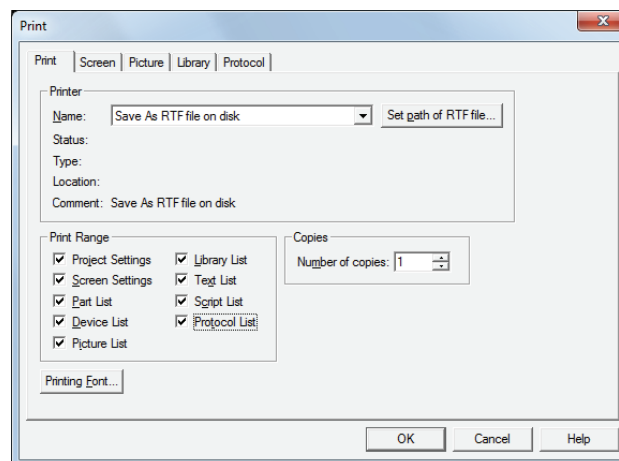 Print
Print Screen Picture Library Protocol
Printer
Name: Save As RTF file on disk Set path of RTF file...
Status:
Type:
Location:
Comment: Save As RTF file on disk
Print Range
Project Settings Library List
Screen Settings Text List
Part List Script List
Device List Protocol List
Picture List
Copies
Number of copies: 1
Printing Font...
OK Cancel Help